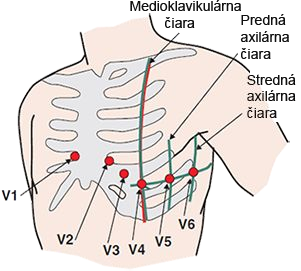 Medioklavikulárna
čiara
Predná
axilárna
čiara
Stredná
axilárna
čiara
V1
V2
V3
V4
V5
V6